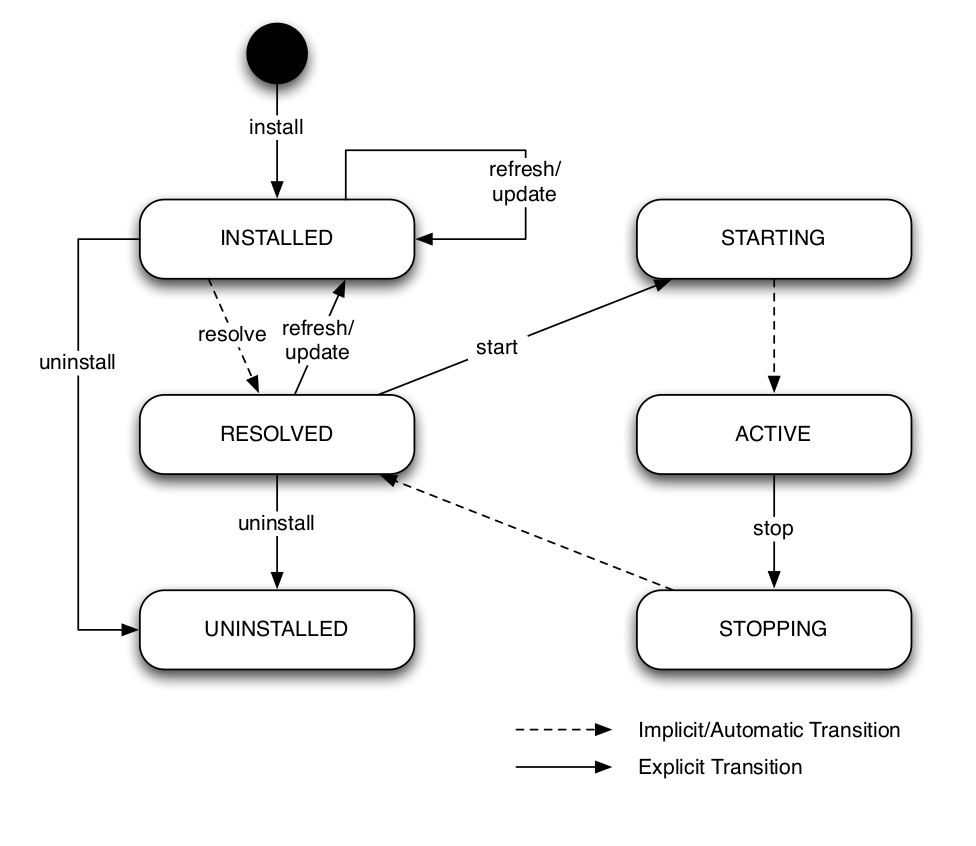 install
refresh/
update
INSTALLED
STARTING
resolve
refresh/
update
start
uninstall
RESOLVED
ACTIVE
uninstall
stop
UNINSTALLED
STOPPING
Implicit/Automatic Transition
Explicit Transition